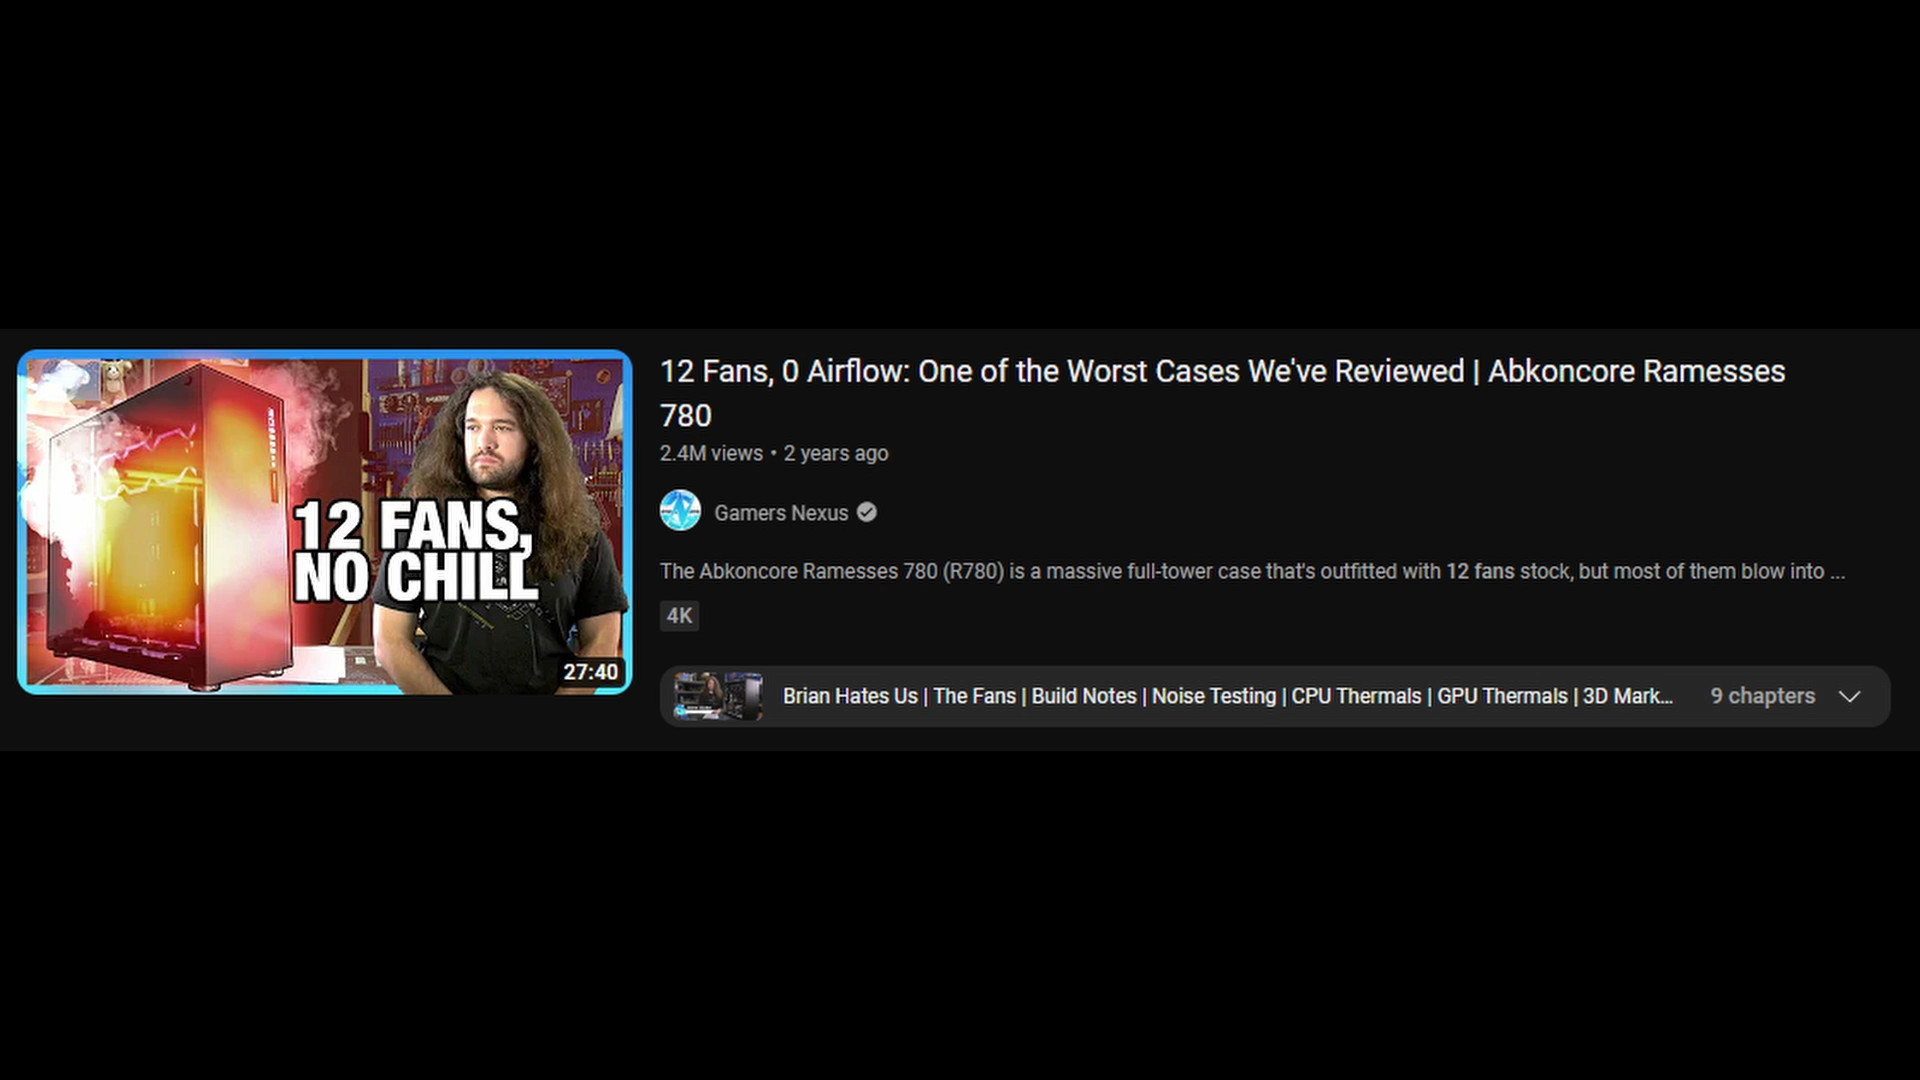 12 FANS,
NO CHILL
27:40
12 Fans, 0 Airflow: One of the Worst Cases We've Reviewed | Abkoncore Ramesses
780
2.4M views • 2 years ago
Gamers Nexus
The Abkoncore Ramesses 780 (R780) is a massive full-tower case that's outfitted with 12 fans stock, but most of them blow into ...
4K
Brian Hates Us | The Fans | Build Notes | Noise Testing | CPU Thermals | GPU Thermals | 3D Mark...
9 chapters